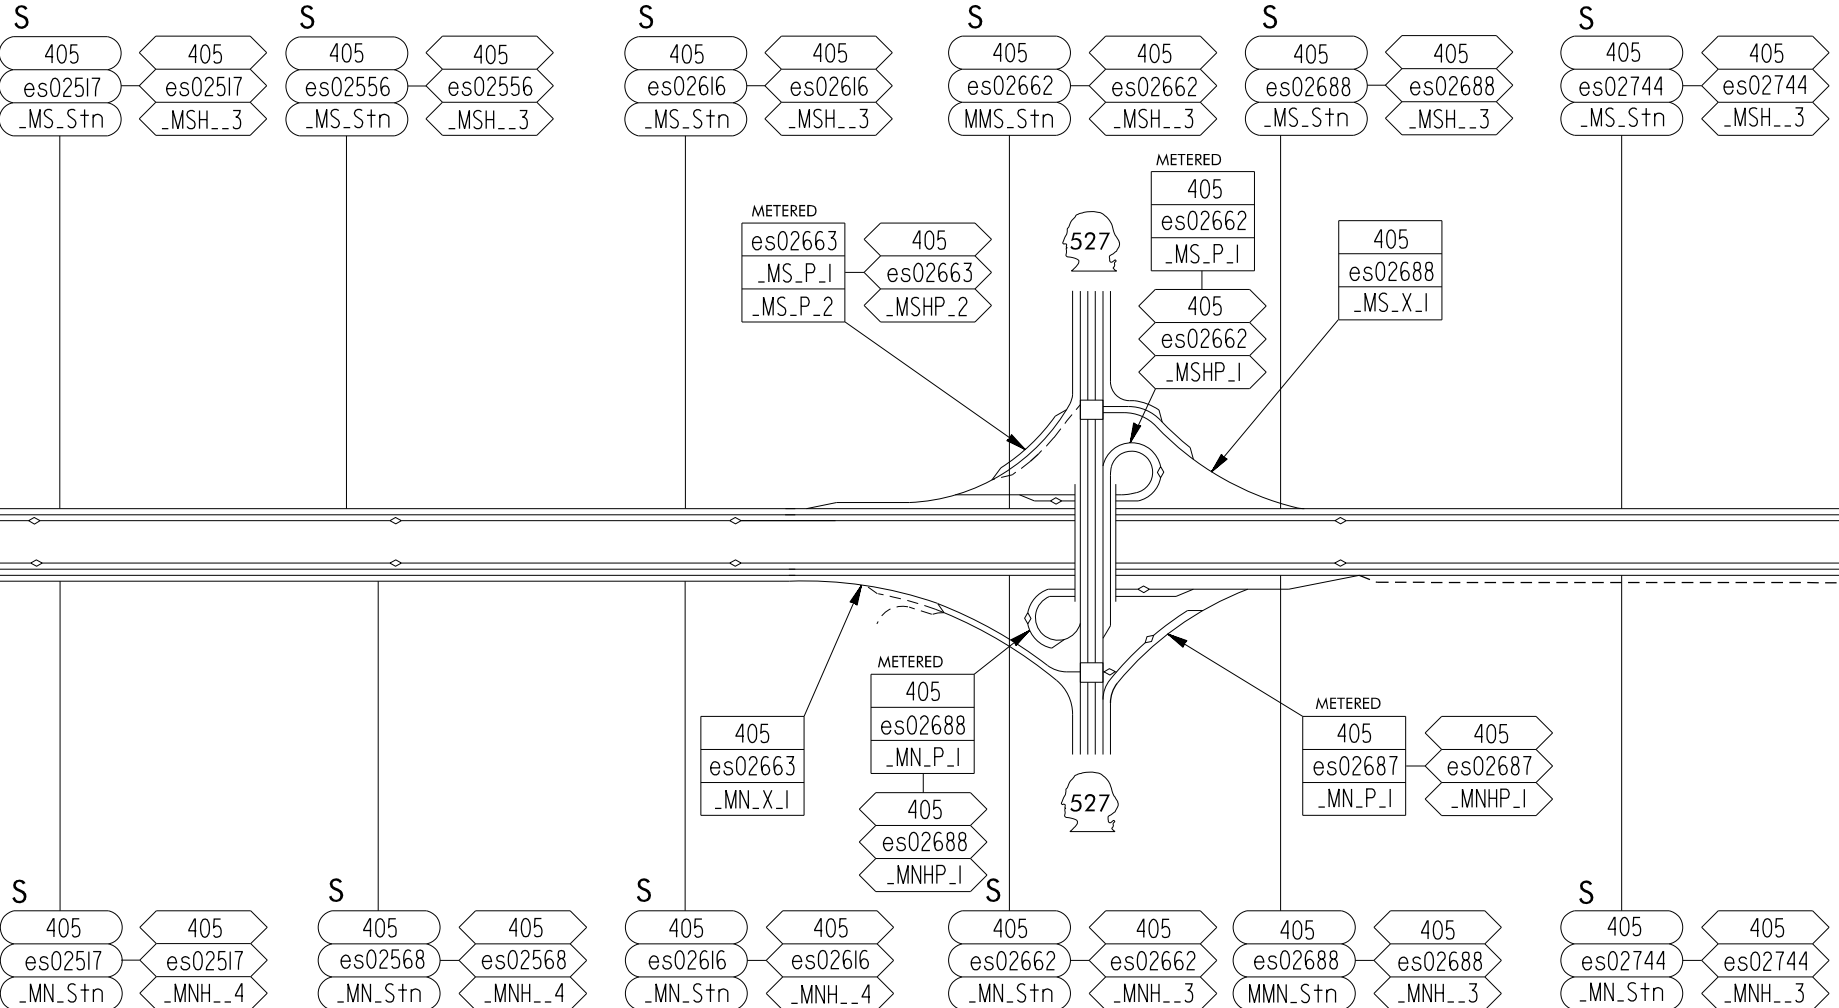 S S S S S S
405 405 405 405 405 405 405 405 405 405 405 405
es02517 es02517 es02556 es02556 es02616 es02616 es02662 es02662 es02688 es02688 es02744 es02744
_MS_Stn _MSH__3 _MS_Stn _MSH__3 _MS_Stn _MSH__3 MMS_Stn _MSH__3 _MS_Stn _MSH__3 _MS_Stn _MSH__3
METERED
es02663
_MS_P_1
_MS_P_2
405
es02663
_MSHP_2
527
METERED
405
es02662
_MS_P_1
405
es02662
_MSHP_1
405
es02688
_MS_X_1
405
es02663
_MN_X_1
METERED
405
es02688
_MN_P_1
405
es02688
_MNHP_1
527
METERED
405
es02687
_MN_P_1
405
es02687
_MNHP_1
S S S S S
405 405 405 405 405 405 405 405 405 405 405 405
es02517 es02517 es02568 es02568 es02616 es02616 es02662 es02662 es02688 es02688 es02744 es02744
_MN_Stn _MNH__4 _MN_Stn _MNH__4 _MN_Stn _MNH__4 _MN_Stn _MNH__3 MMN_Stn _MNH__3 _MN_Stn _MNH__3